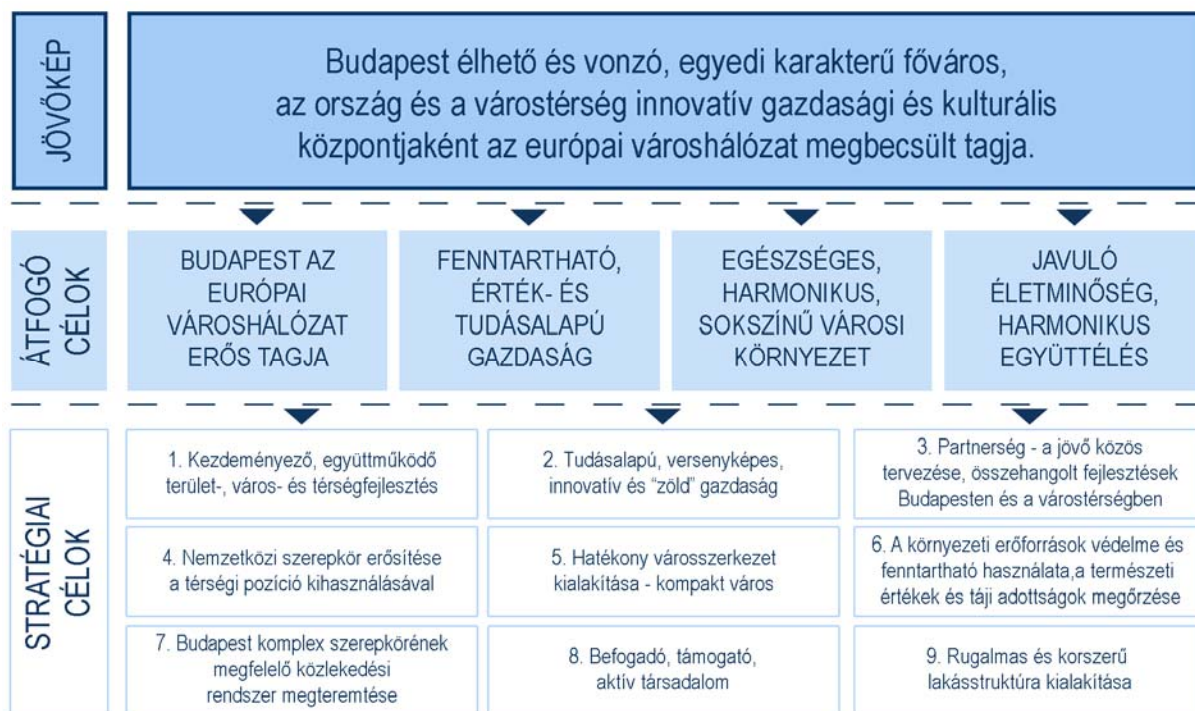 JÖVŐKÉP
Budapest élhető és vonzó, egyedi karakterű főváros,
az ország és a várostérség innovatív gazdasági és kulturális
központjaként az európai városhálózat megbecsült tagja.
ÁTFOGÓ
CÉLOK
BUDAPEST AZ
EURÓPAI
VÁROSHÁLÓZAT
ERŐS TAGJA
FENNTARTHATÓ,
ÉRTÉK- ÉS
TUDÁSALAPÚ
GAZDASÁG
EGÉSZSÉGES,
HARMONIKUS,
SOKSZÍNŰ VÁROSI
KÖRNYEZET
JAVULÓ
ÉLETMINŐSÉG,
HARMONIKUS
EGYÜTTÉLÉS
STRATÉGIAI
CÉLOK
1. Kezdeményező, együttműködő
terület-, város- és térségfejlesztés
2. Tudásalapú, versenyképes,
innovatív és "zöld" gazdaság
3. Partnerség - a jövő közös
tervezése, összehangolt fejlesztések
Budapesten és a várostérségben
4. Nemzetközi szerepkör erősítése
a térségi pozíció kihasználásával
5. Hatékony városszerkezet
kialakítása - kompakt város
6. A környezeti erőforrások védelme és
fenntartható használata,a természeti
értékek és táji adottságok megőrzése
7. Budapest komplex szerepkörének
megfelelő közlekedési
rendszer megteremtése
8. Befogadó, támogató,
aktív társadalom
9. Rugalmas és korszerű
lakásstruktúra kialakítása